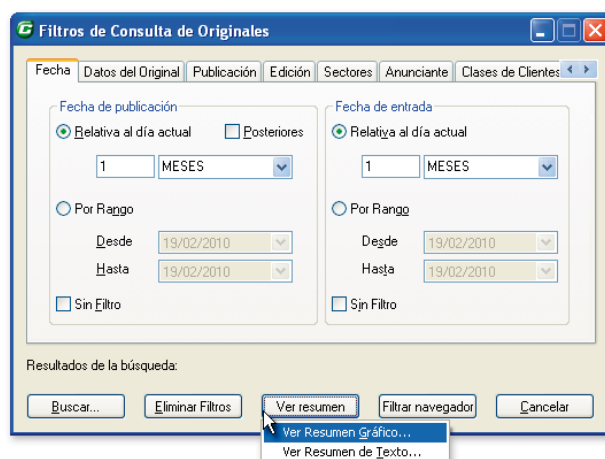 Filtros de Consulta de Originales
Fecha Datos del Original Publicación Edición Sectores Anunciante Clases de Clientes
Fecha de publicación
Relativa al día actual Posteriores
1 MESES
Por Rango
Desde 19/02/2010
Hasta 19/02/2010
Sin Filtro
Fecha de entrada
Relativa al día actual
1 MESES
Por Rango
Desde 19/02/2010
Hasta 19/02/2010
Sin Filtro
Resultados de la búsqueda:
Buscar... Eliminar Filtros Ver resumen Filtrar navegador Cancelar
Ver Resumen Gráfico...
Ver Resumen de Texto...